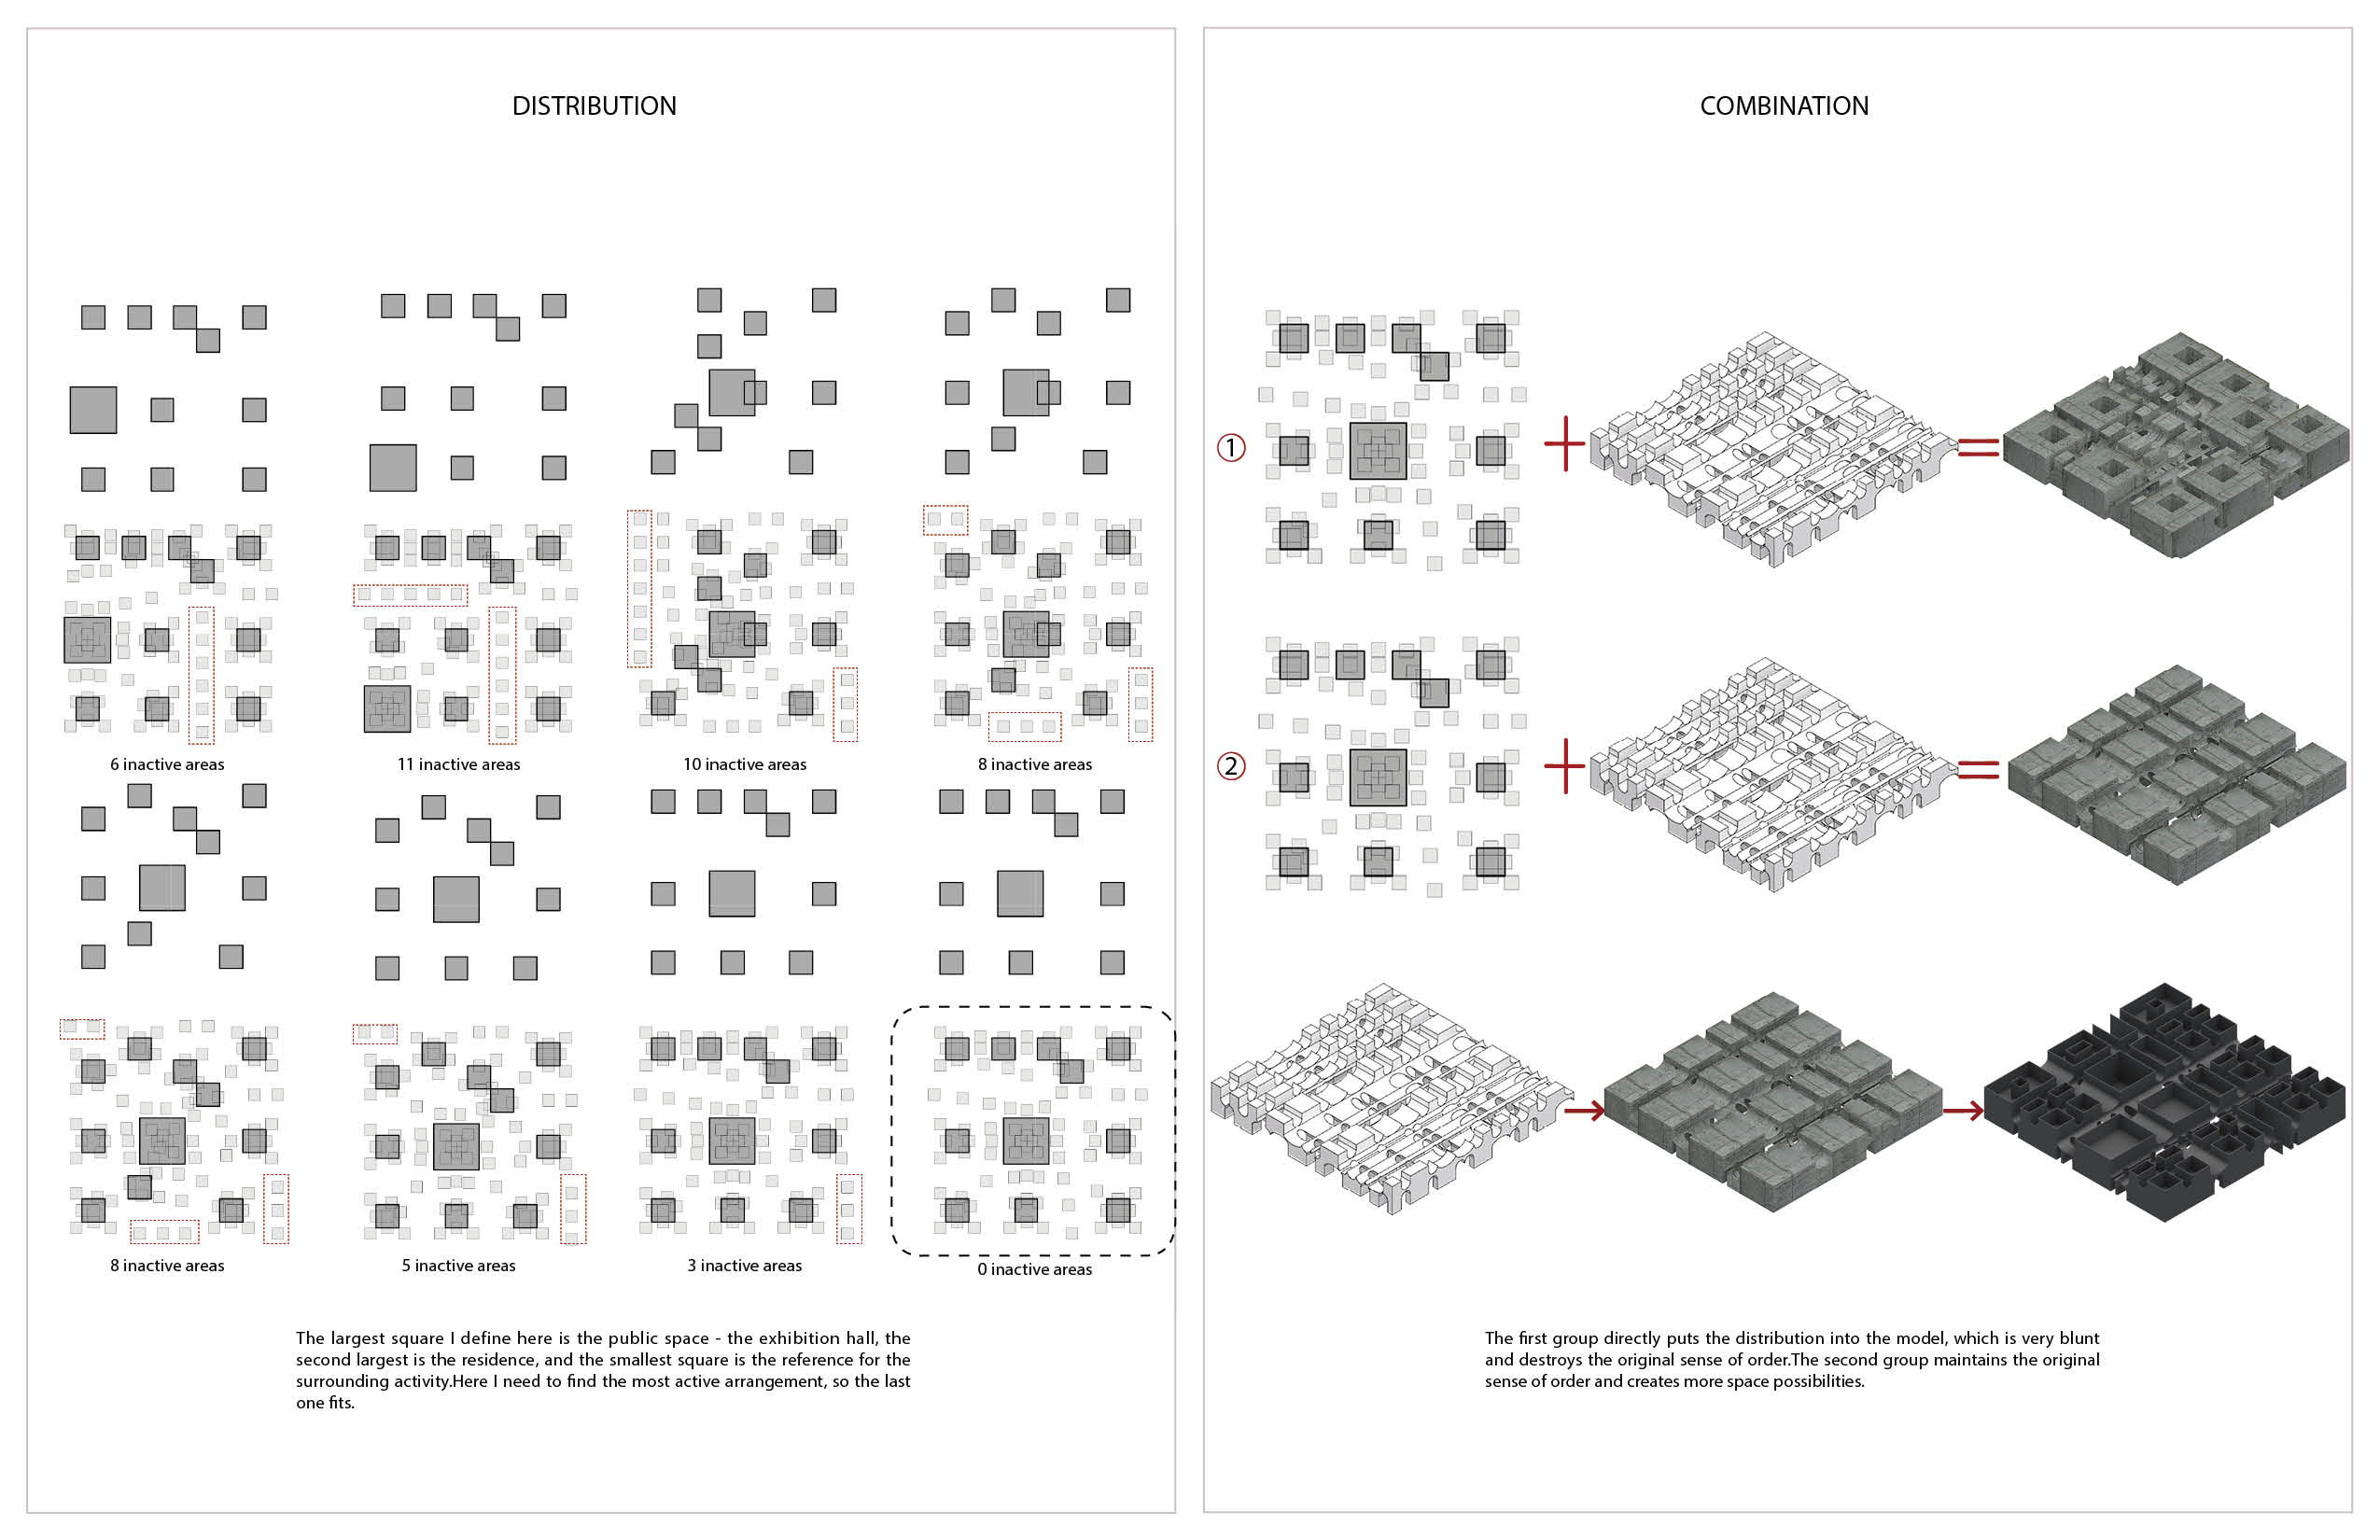 DISTRIBUTION
6 inactive areas
11 inactive areas
10 inactive areas
8 inactive areas
8 inactive areas
5 inactive areas
3 inactive areas
0 inactive areas
The largest square I define here is the public space - the exhibition hall, the
second largest is the residence, and the smallest square is the reference for the
surrounding activity.Here I need to find the most active arrangement, so the last
one fits.
COMBINATION
1
2
The first group directly puts the distribution into the model, which is very blunt
and destroys the original sense of order.The second group maintains the original
sense of order and creates more space possibilities.